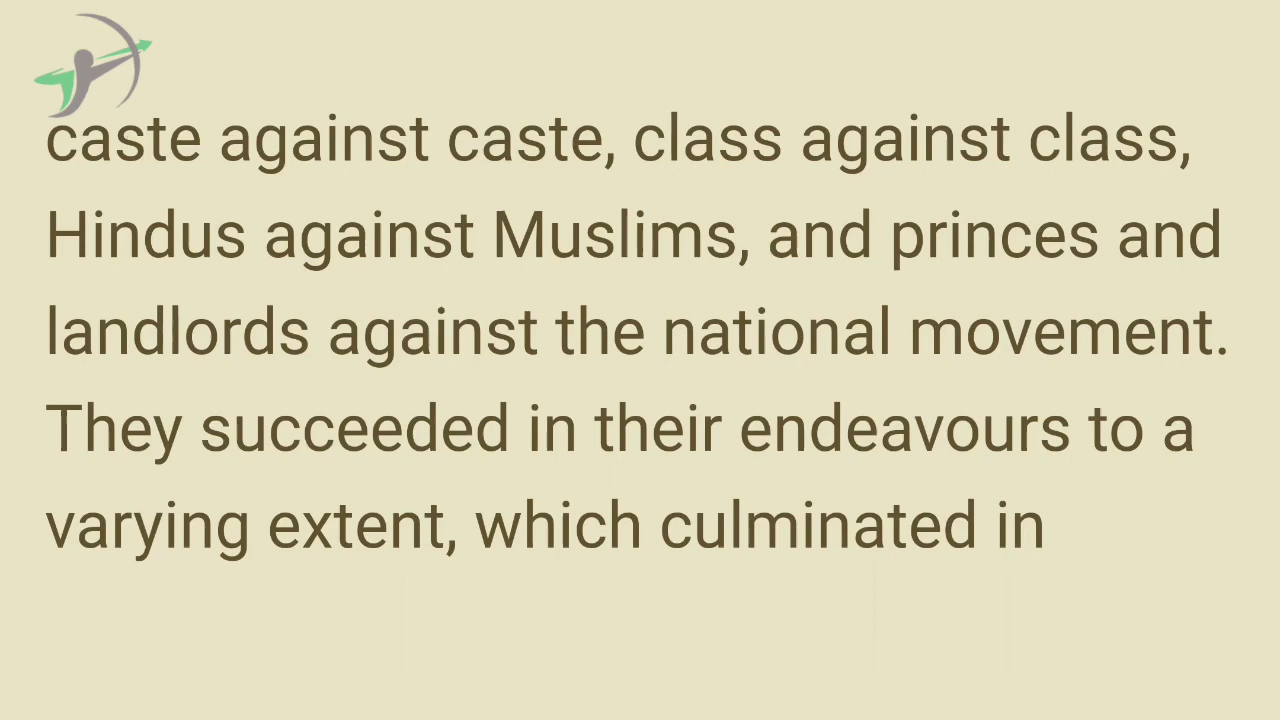 caste against caste, class against class,
Hindus against Muslims, and princes and
landlords against the national movement.
They succeeded in their endeavours to a
varying extent, which culminated in